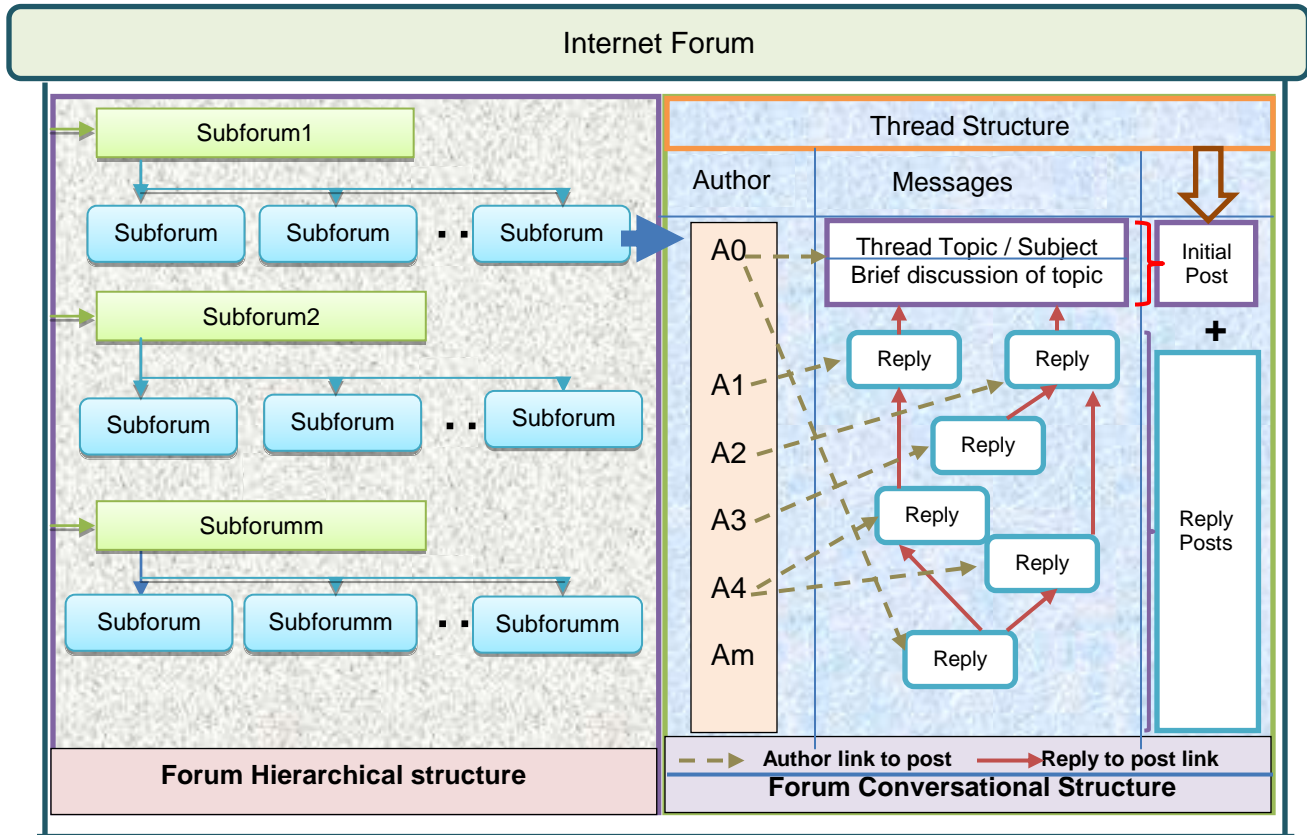 Internet Forum
Subforum1
Subforum Subforum . . Subforum
Subforum2
Subforum Subforum . . Subforum
Subforumm
Subforum Subforumm . . Subforumm
Forum Hierarchical structure
Thread Structure
Author Messages
A0
A1
A2
A3
A4
Am
Thread Topic / Subject
Brief discussion of topic
Reply Reply
Reply
Reply
Reply
Reply
Initial
Post
+
Reply
Posts
Author link to post Reply to post link
Forum Conversational Structure